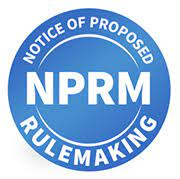 NOTICE OF PROPOSED
NPRM
RULEMAKING